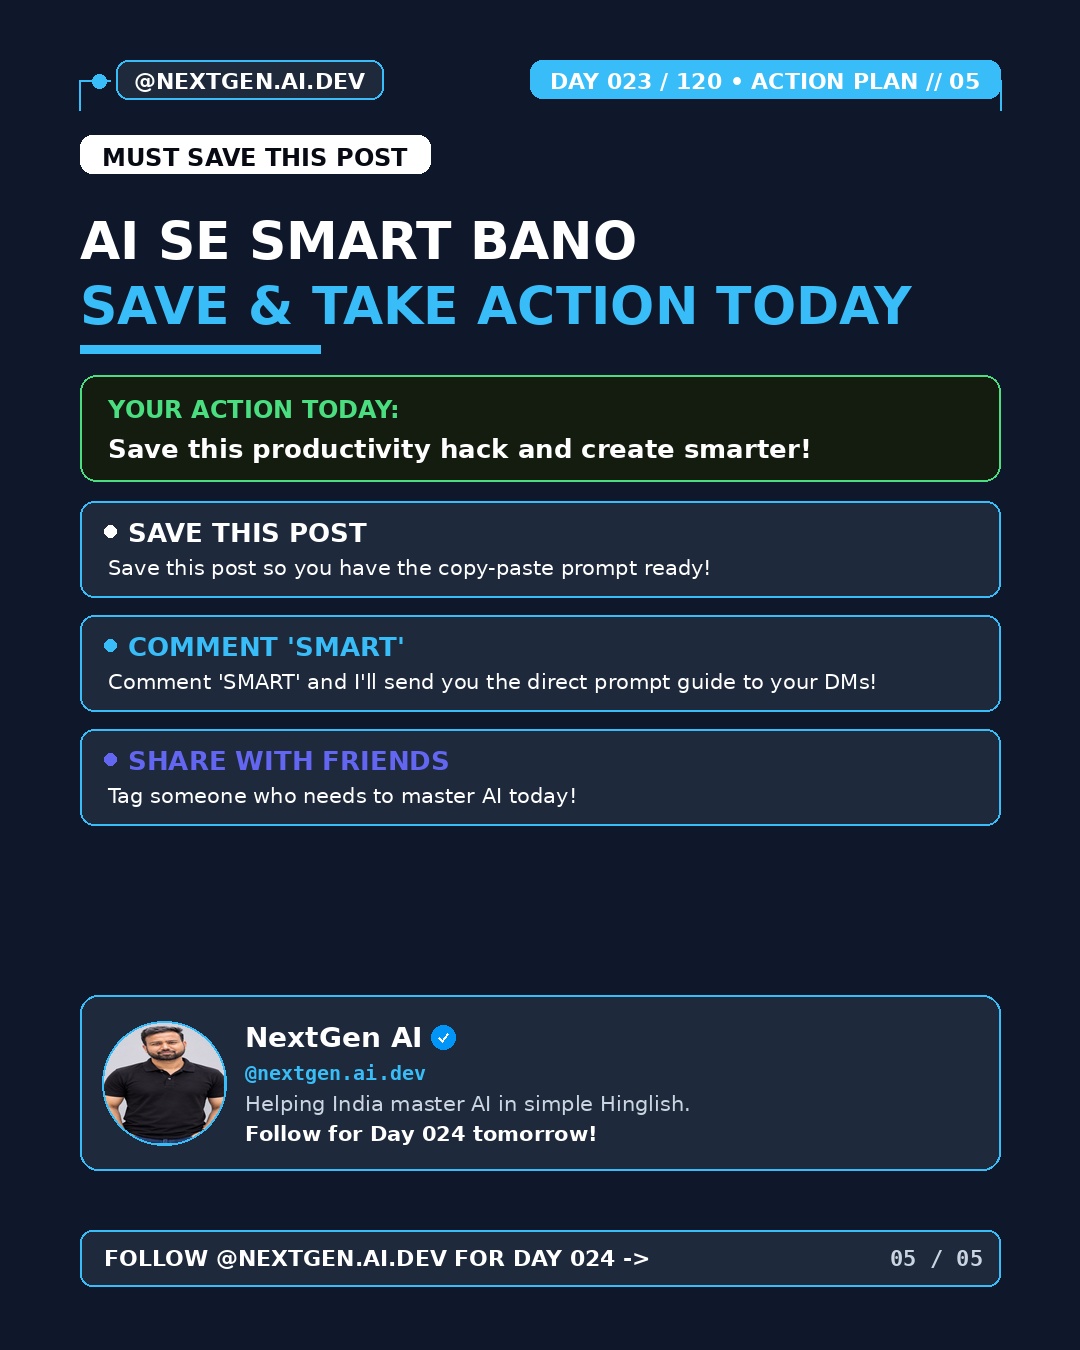 @NEXTGEN.AI.DEV
DAY 023 / 120 • ACTION PLAN // 05
MUST SAVE THIS POST
AI SE SMART BANO
SAVE & TAKE ACTION TODAY
YOUR ACTION TODAY:
Save this productivity hack and create smarter!
SAVE THIS POST
Save this post so you have the copy-paste prompt ready!
COMMENT 'SMART'
Comment 'SMART' and I'll send you the direct prompt guide to your DMs!
SHARE WITH FRIENDS
Tag someone who needs to master AI today!
NextGen AI
@nextgen.ai.dev
Helping India master AI in simple Hinglish.
Follow for Day 024 tomorrow!
FOLLOW @NEXTGEN.AI.DEV FOR DAY 024 ->
05 / 05